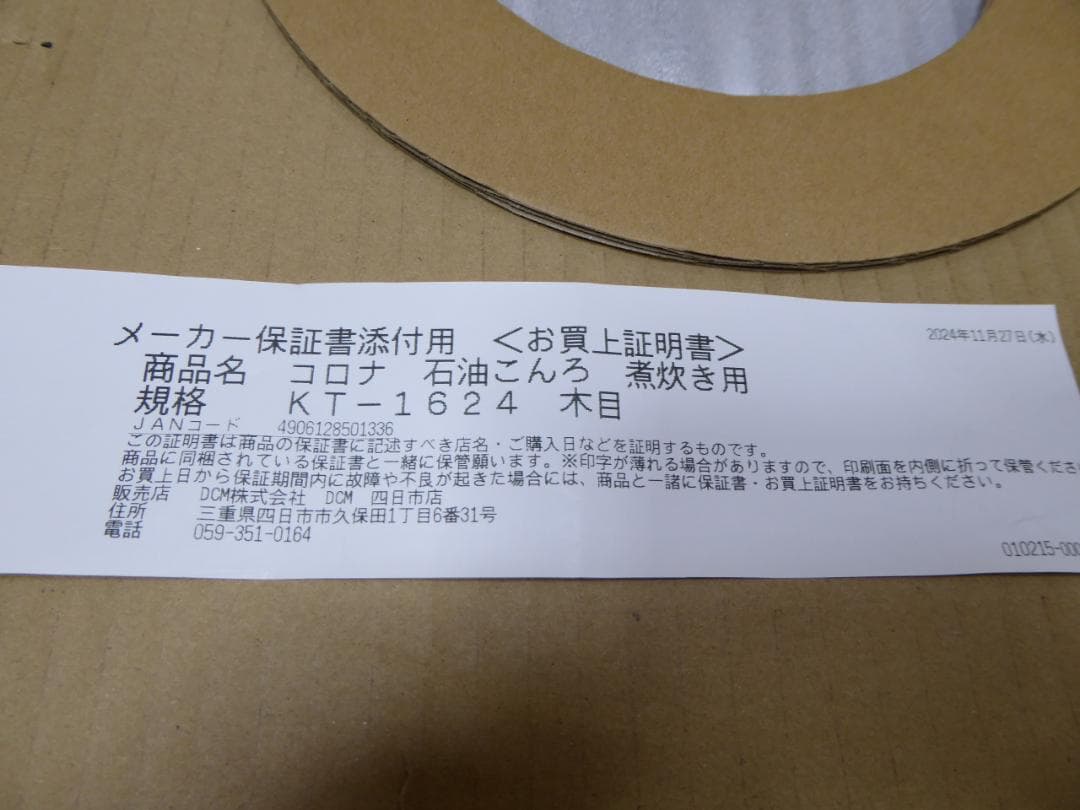 2024年11月27日(水)
メーカー保証書添付用 <お買上証明書>
商品名 コロナ 石油こんろ 煮炊き用
規格 KT-1624 木目
JANコード 4906128501336
この証明書は商品の保証書に記述すべき店名・ご購入日などを証明するものです。
商品に同梱されている保証書と一緒に保管願います。※印字が薄れる場合がありますので、印刷面を内側に折って保管くださ
お買上日から保証期間内に故障や不良が起きた場合には、商品と一諸に保証書・お買上証明書をお持ちください。
販売店 DCM株式会社 DCM 四日市店
住所 三重県四日市市久保田1丁目6番31号
電話 059-351-0164
010215-000